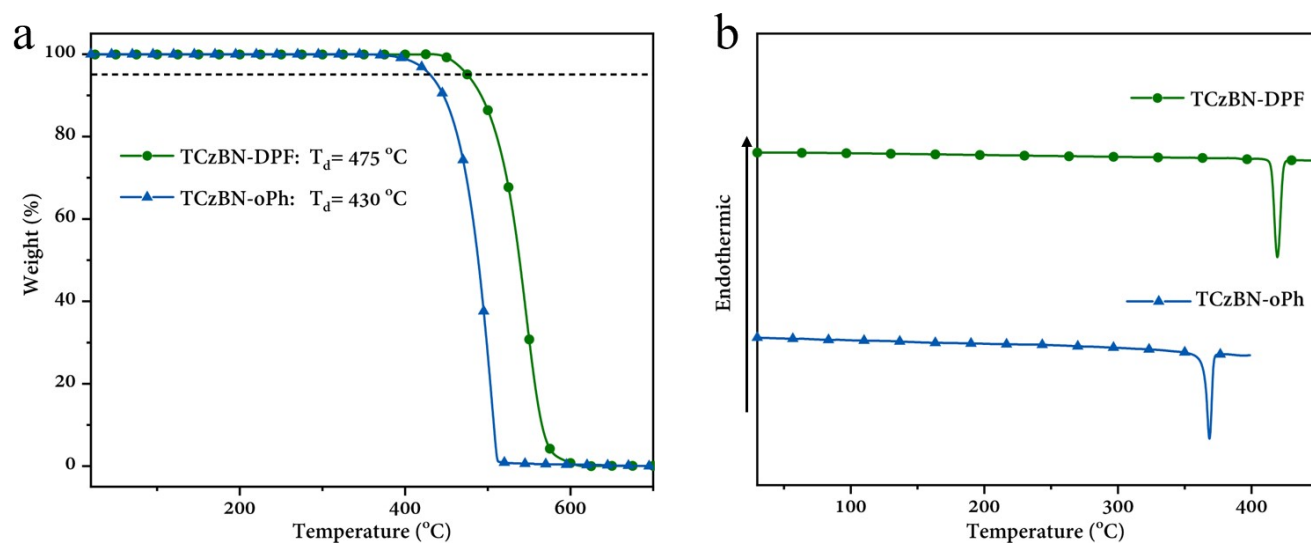 a
100
80
60
40
20
0
Weight (%)
TCzBN-DPF: T_d= 475 °C
TCzBN-oPh: T_d= 430 °C
200
400
600
Temperature (°C)
b
Endothermic
TCzBN-DPF
TCzBN-oPh
100
200
300
400
Temperature (°C)